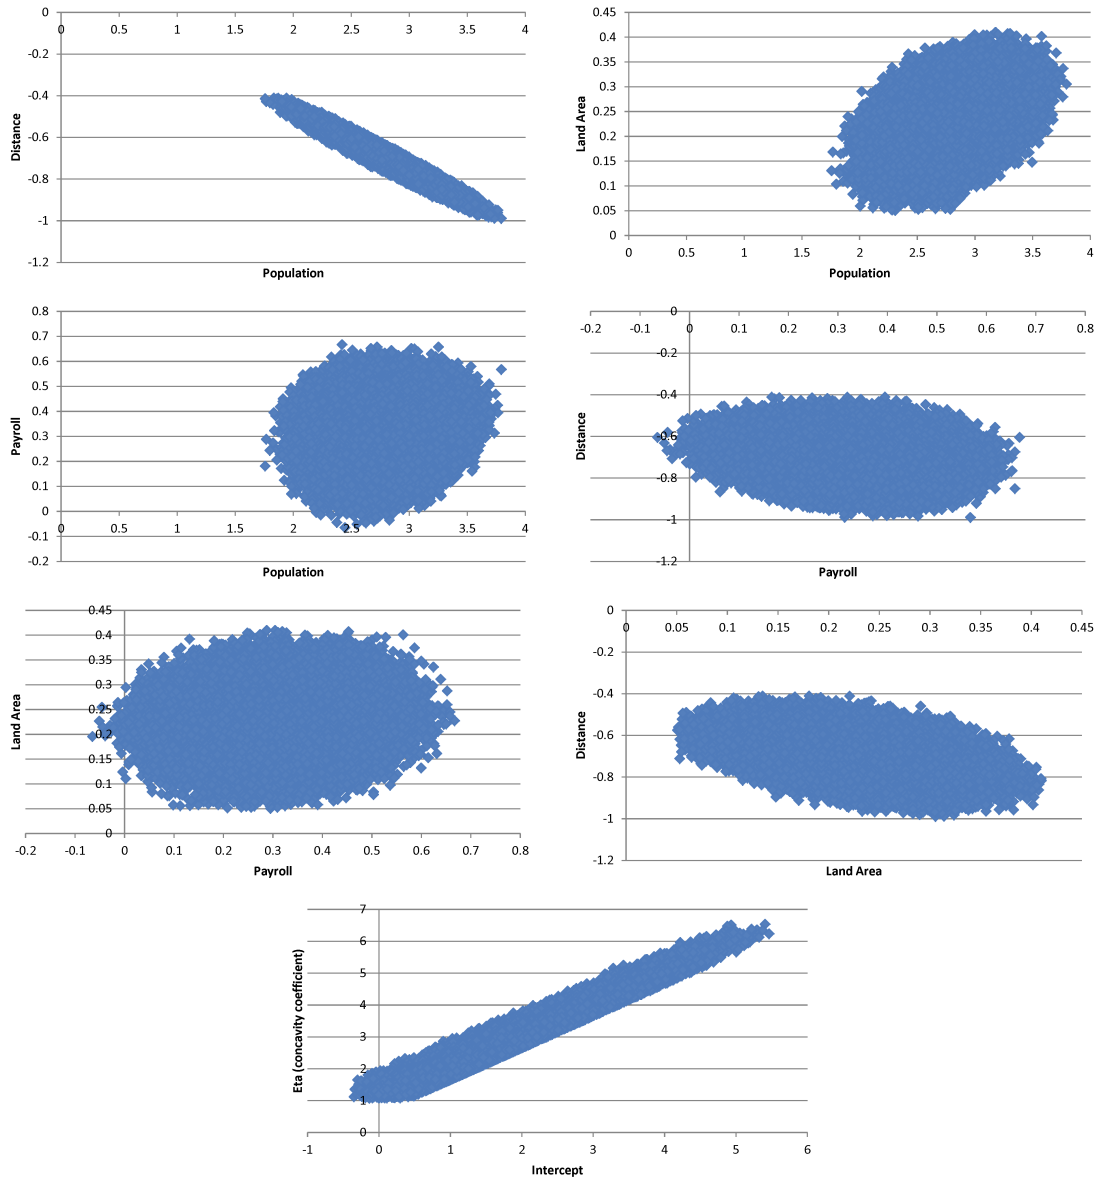 0
0 0.5 1 1.5 2 2.5 3 3.5 4
-0.2
-0.4
-0.6
-0.8
-1
-1.2
Distance
Population
0.45
0.4
0.35
0.3
0.25
0.2
0.15
0.1
0.05
0
Land Area
0 0.5 1 1.5 2 2.5 3 3.5 4
Population
0.8
0.7
0.6
0.5
0.4
0.3
0.2
0.1
0
-0.1
-0.2
Payroll
0 0.5 1 1.5 2 2.5 3 3.5 4
Population
0
-0.2 -0.1 0 0.1 0.2 0.3 0.4 0.5 0.6 0.7 0.8
-0.2
-0.4
-0.6
-0.8
-1
-1.2
Distance
Payroll
0.45
0.4
0.35
0.3
0.25
0.2
0.15
0.1
0.05
0
Land Area
-0.2 -0.1 0 0.1 0.2 0.3 0.4 0.5 0.6 0.7 0.8
Payroll
0
0 0.05 0.1 0.15 0.2 0.25 0.3 0.35 0.4 0.45
-0.2
-0.4
-0.6
-0.8
-1
-1.2
Distance
Land Area
7
6
5
4
3
2
1
0
Eta (concavity coefficient)
-1 0 1 2 3 4 5 6
Intercept